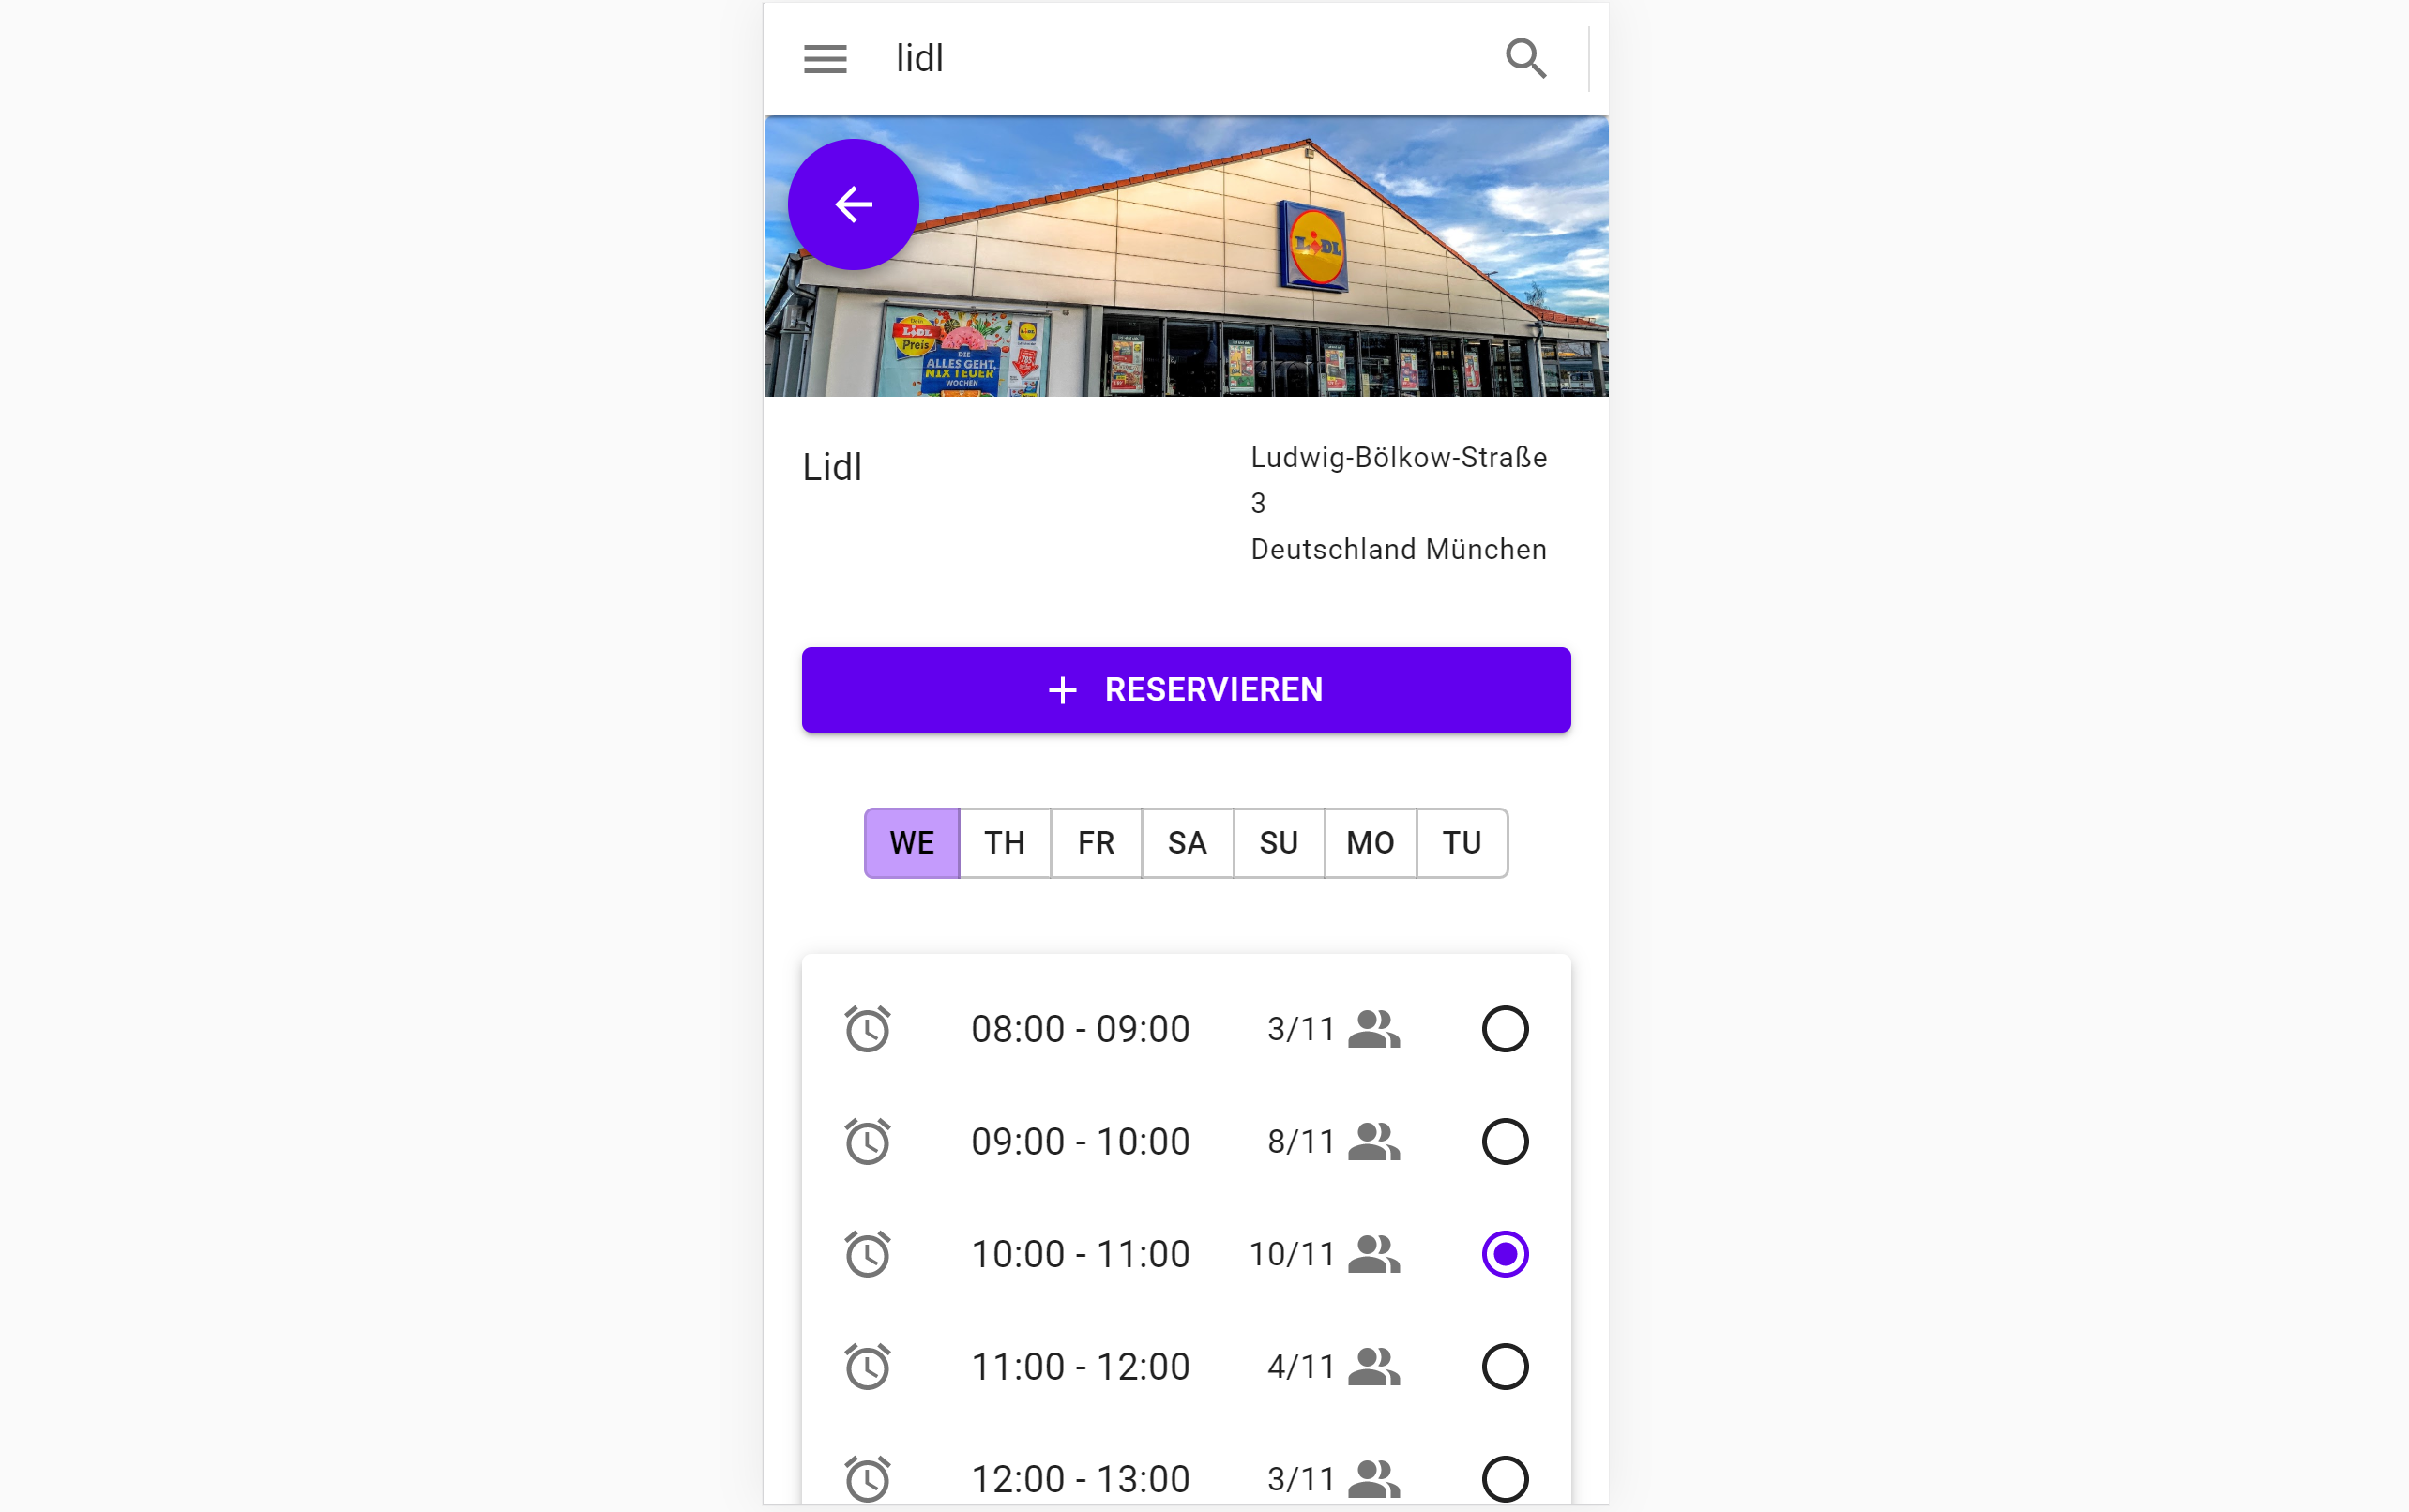 lidl
LIDL
LIDL
Preis
DIE
ALLES GEHT,
NIX TEUER
WOCHEN
Lidl
Ludwig-Bölkow-Straße
3
Deutschland München
RESERVIEREN
WE TH FR SA SU MO TU
08:00 - 09:00 3/11
09:00 - 10:00 8/11
10:00 - 11:00 10/11
11:00 - 12:00 4/11
12:00 - 13:00 3/11